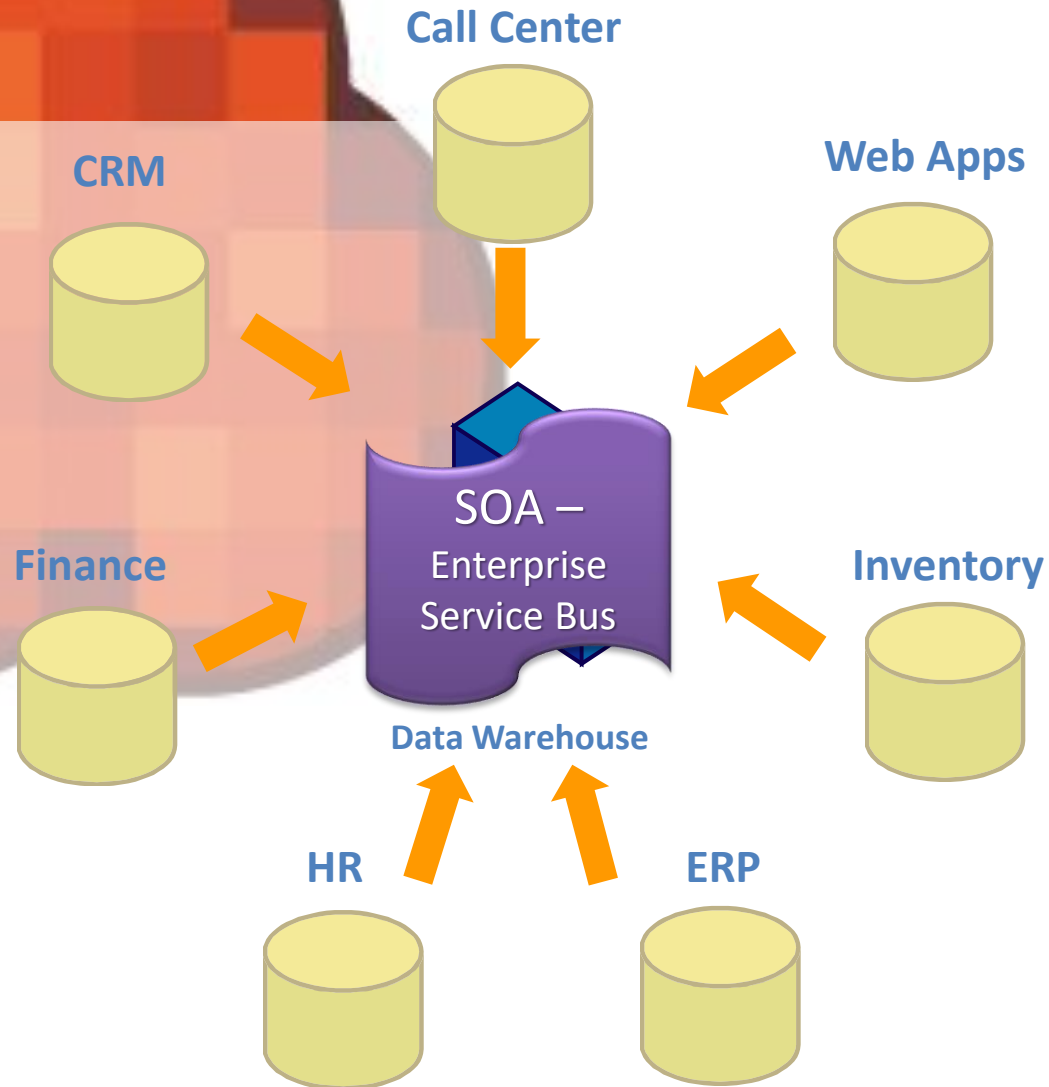 Call Center
CRM
Web Apps
SOA –
Enterprise
Service Bus
Finance
Inventory
Data Warehouse
HR
ERP